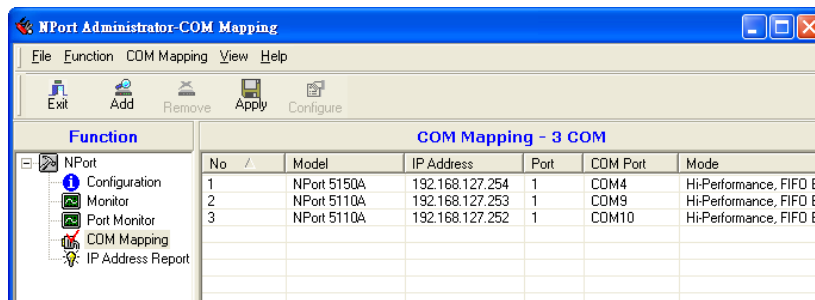 NPort Administrator-COM Mapping
File Function COM Mapping View Help
Exit Add Remove Apply Configure
Function
COM Mapping - 3 COM
NPort
Configuration
Monitor
Port Monitor
COM Mapping
IP Address Report
No Model IP Address Port COM Port Mode
1 NPort 5150A 192.168.127.254 1 COM4 Hi-Performance, FIFO E
2 NPort 5110A 192.168.127.253 1 COM9 Hi-Performance, FIFO E
3 NPort 5110A 192.168.127.252 1 COM10 Hi-Performance, FIFO E